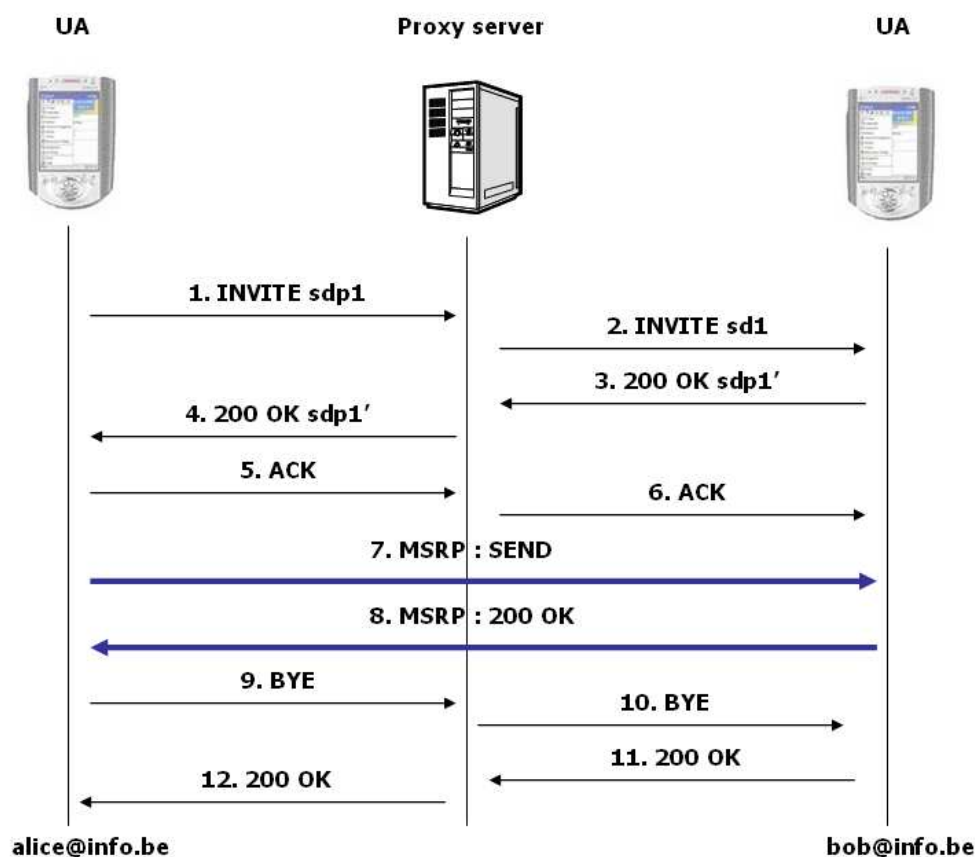 UA
Proxy server
UA
1. INVITE sdp1
2. INVITE sd1
3. 200 OK sdp1’
4. 200 OK sdp1’
5. ACK
6. ACK
7. MSRP : SEND
8. MSRP : 200 OK
9. BYE
10. BYE
11. 200 OK
12. 200 OK
alice@info.be
bob@info.be